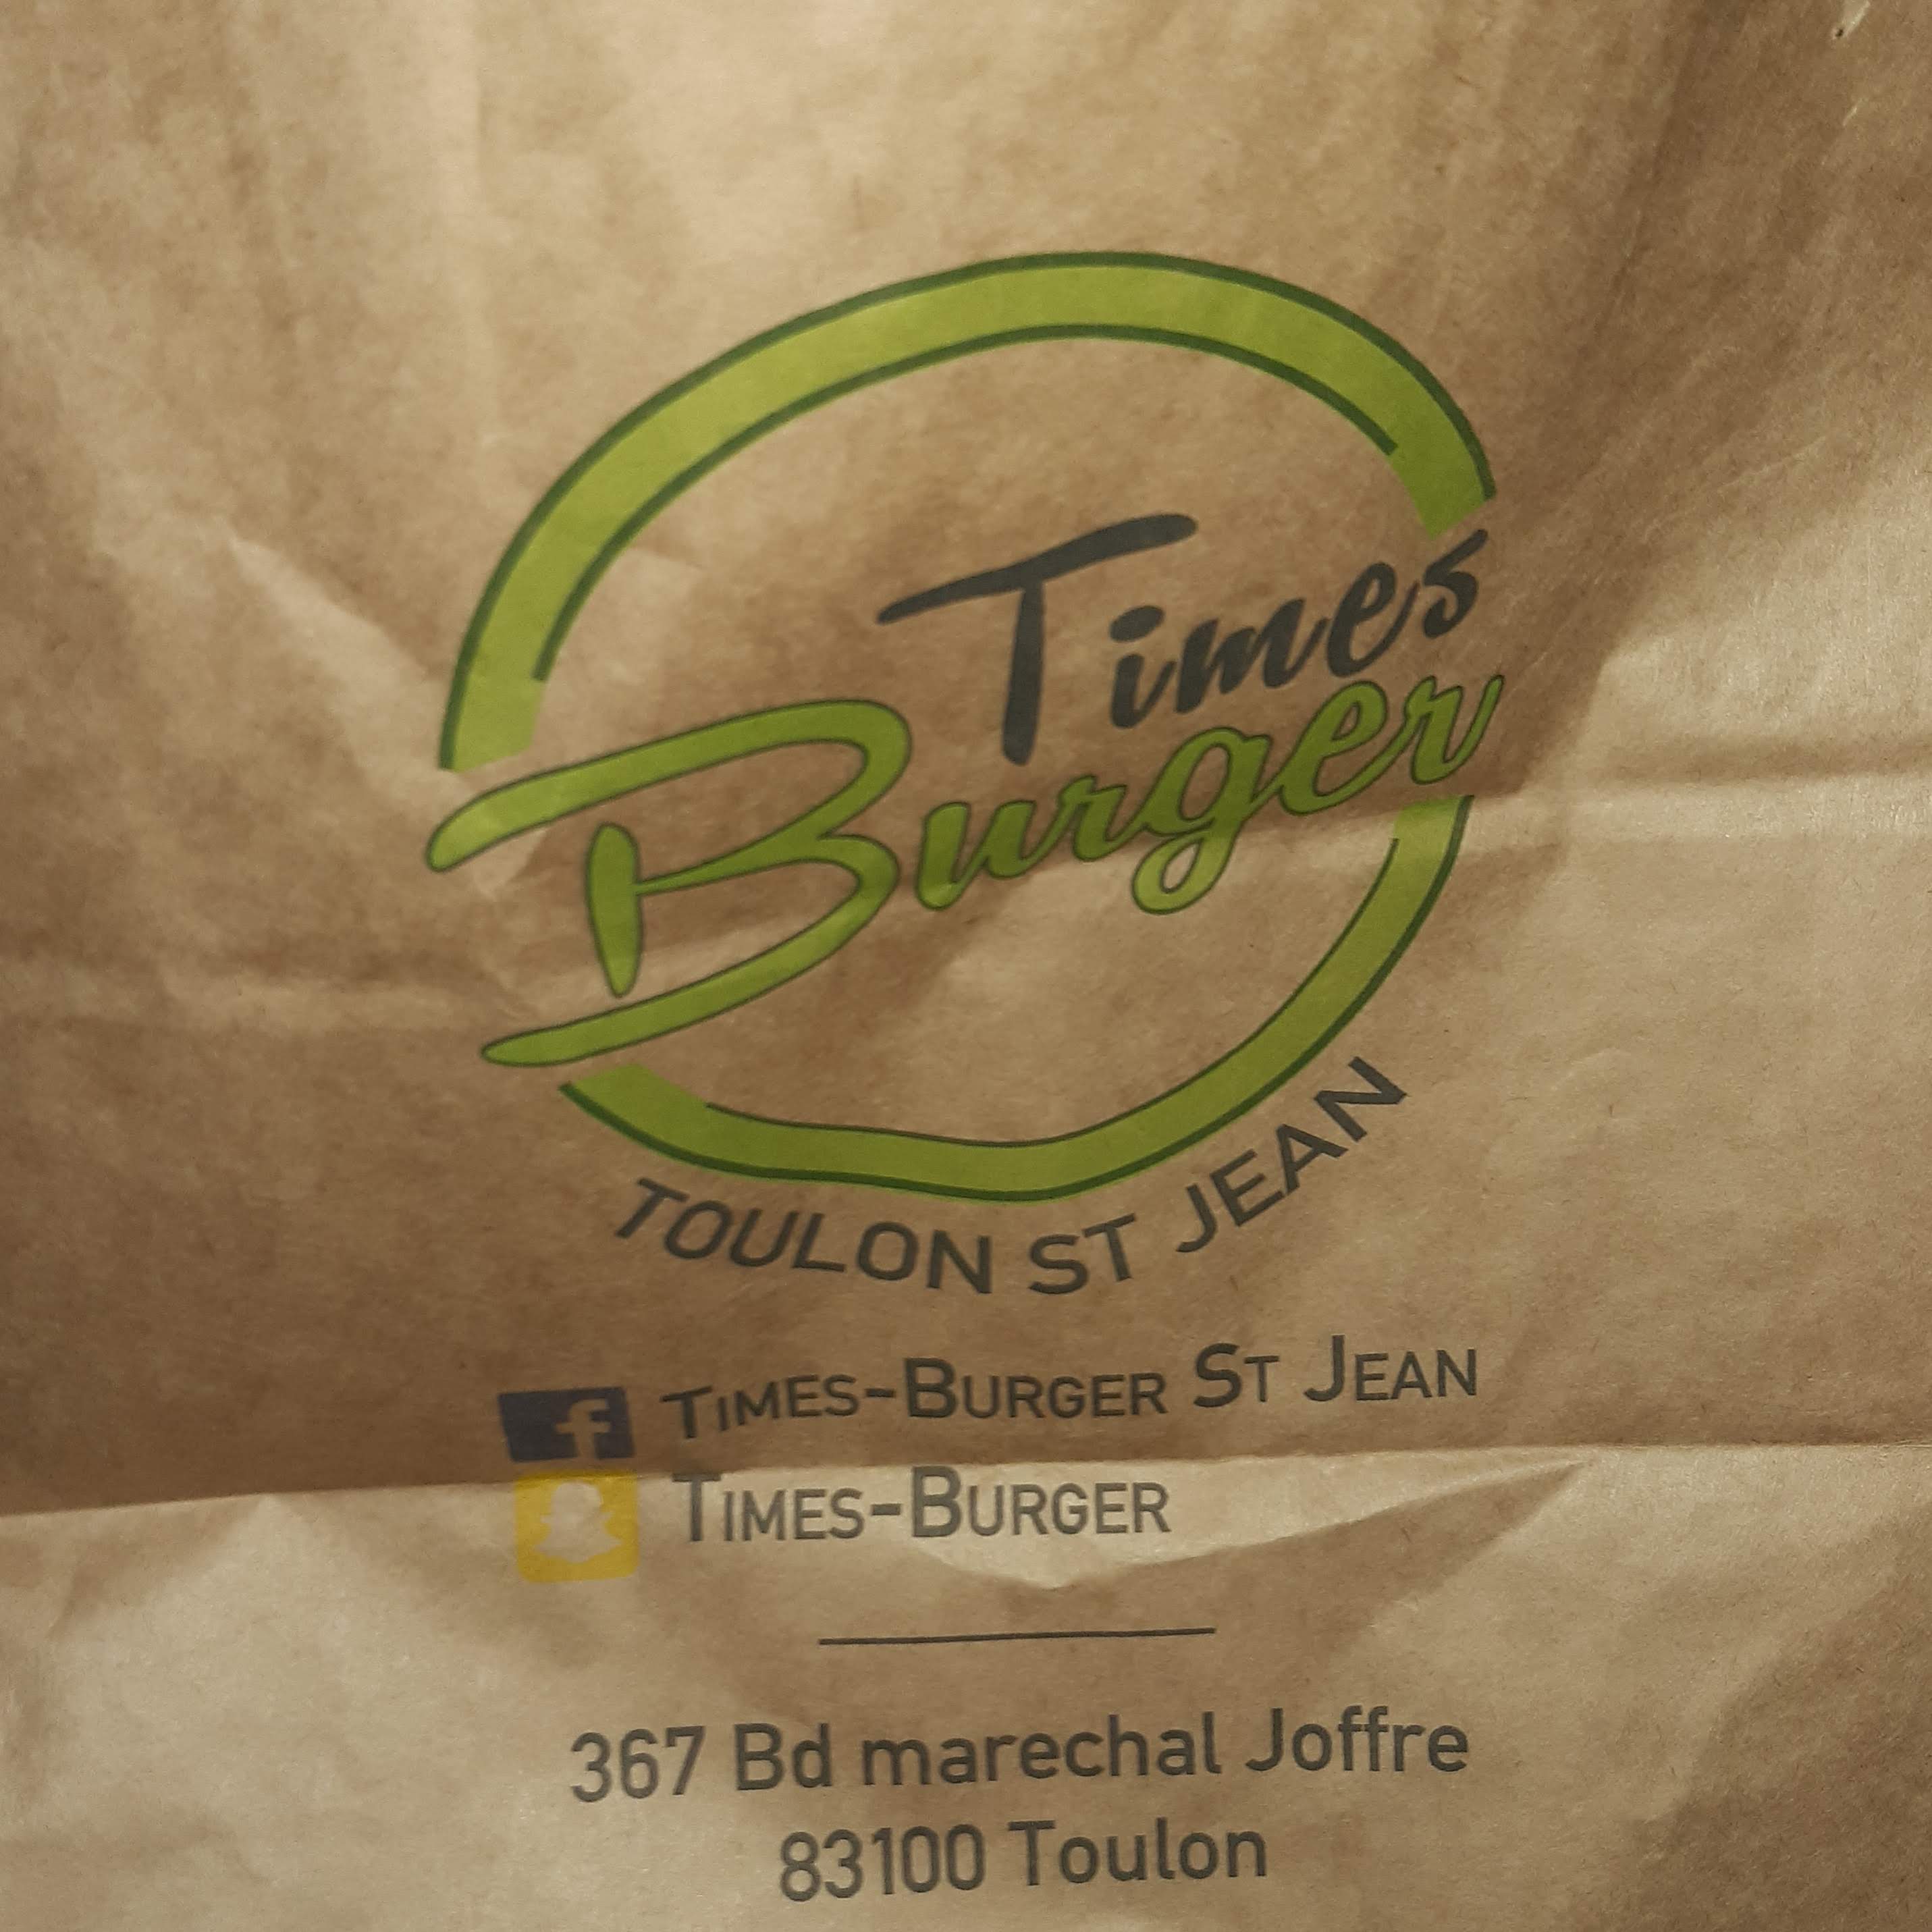 Times
Burger
TOULON ST JEAN
TIMES-BURGER ST JEAN
TIMES-BURGER
367 Bd marechal Joffre
83100 Toulon